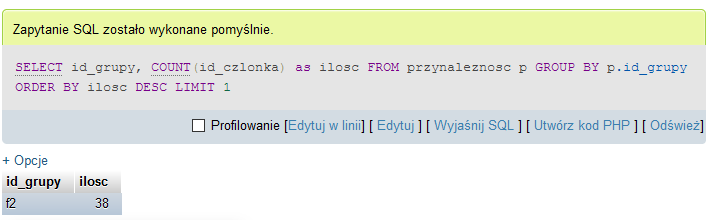 Zapytanie SQL zostało wykonane pomyślnie.
SELECT id_grupy, COUNT(id_czlonka) as ilosc FROM przynaleznosc p GROUP BY p.id_grupy
ORDER BY ilosc DESC LIMIT 1
Profilowanie [Edytuj w linii] [ Edytuj ] [ Wyjaśnij SQL ] [ Utwórz kod PHP ] [ Odśwież]
+ Opcje
id_grupy ilosc
f2 38